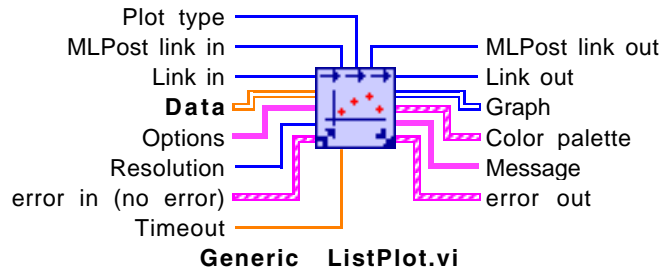 Plot type
MLPost link in
MLPost link out
Link in
Link out
Data
Graph
Options
Color palette
Resolution
Message
error in (no error)
error out
Timeout
Generic ListPlot.vi